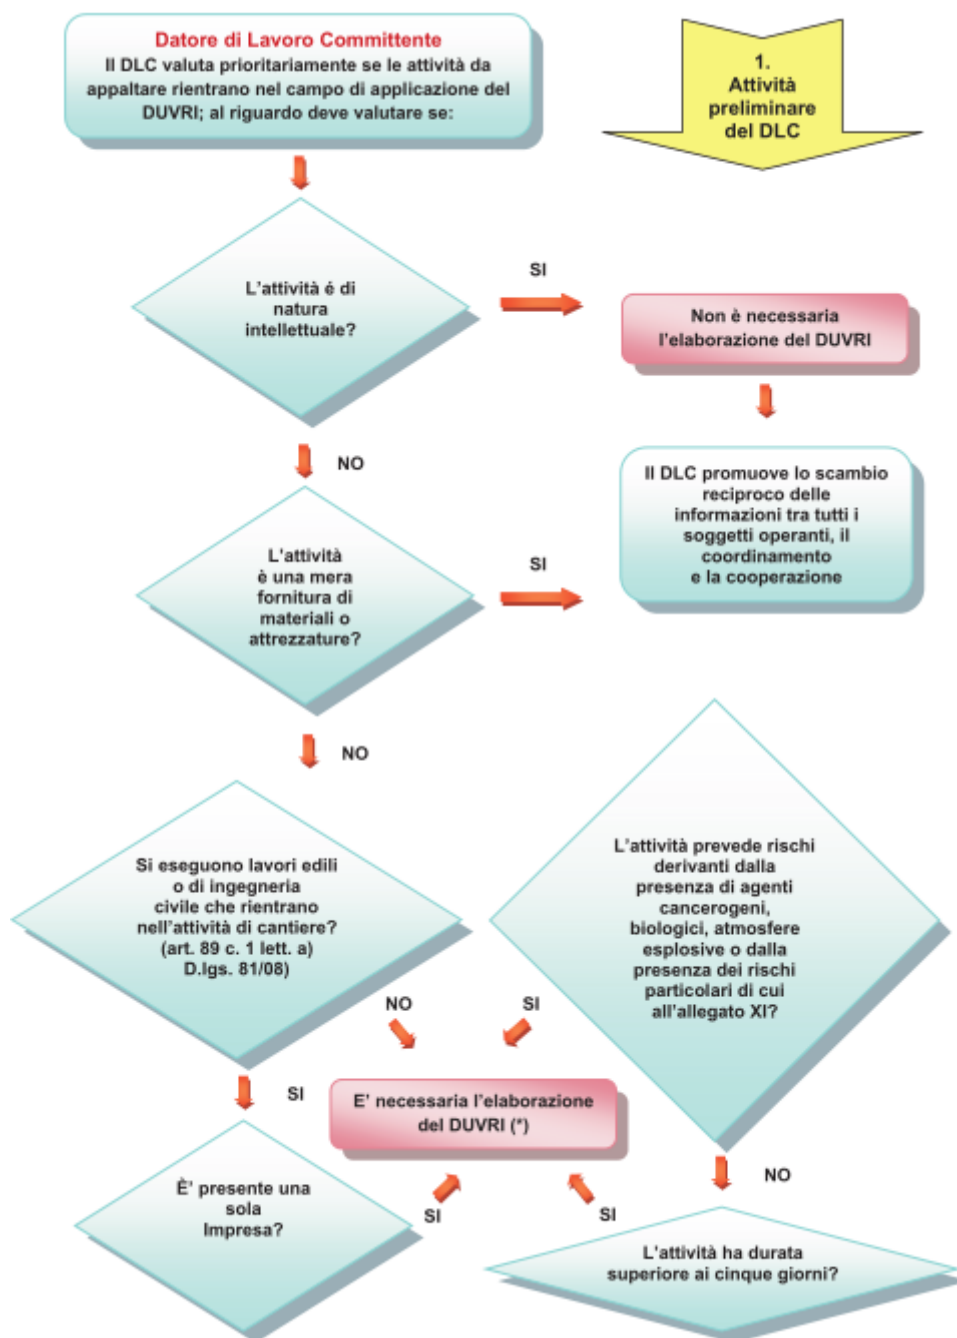 Datore di Lavoro Committente
Il DLC valuta prioritariamente se le attività da
appaltare rientrano nel campo di applicazione del
DUVRI; al riguardo deve valutare se:
1.
Attività
preliminare
del DLC
L'attività é di
natura
intellettuale?
SI
Non è necessaria
l'elaborazione del DUVRI
NO
Il DLC promuove lo scambio
reciproco delle
informazioni tra tutti i
soggetti operanti, il
coordinamento
e la cooperazione
L'attività
è una mera
fornitura di
materiali o
attrezzature?
SI
NO
Si eseguono lavori edili
o di ingegneria
civile che rientrano
nell'attività di cantiere?
(art. 89 c. 1 lett. a)
D.lgs. 81/08)
L'attività prevede rischi
derivanti dalla
presenza di agenti
cancerogeni,
biologici, atmosfere
esplosive o dalla
presenza dei rischi
particolari di cui
all'allegato XI?
NO
SI
SI
E' necessaria l'elaborazione
del DUVRI (*)
NO
È' presente una
sola
Impresa?
SI
SI
L'attività ha durata
superiore ai cinque giorni?